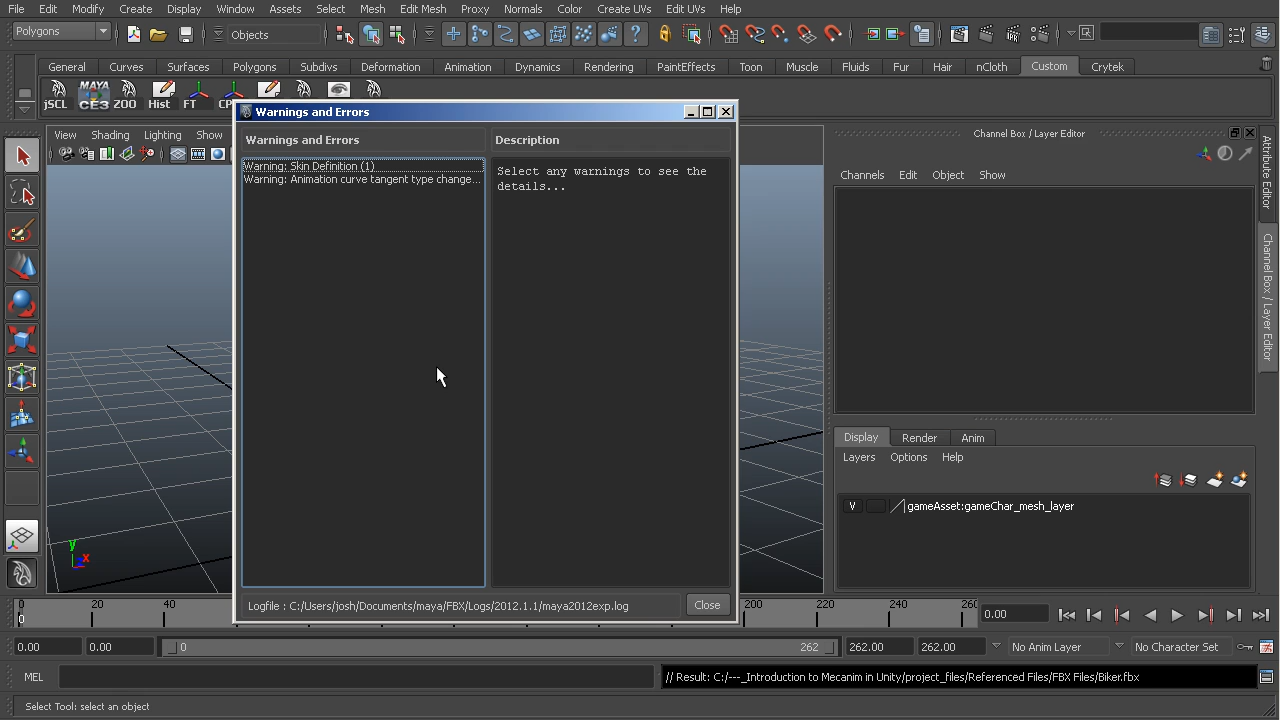 File Edit Modify Create Display Window Assets Select Mesh Edit Mesh Proxy Normals Color Create UVs Edit UVs Help
Polygons
Objects
General Curves Surfaces Polygons Subdivs Deformation Animation Dynamics Rendering PaintEffects Toon Muscle Fluids Fur Hair nCloth Custom Crytek
jSCL MAYA CE3 ZOO Hist FT
Warnings and Errors
View Shading Lighting Show
Channel Box / Layer Editor
Warnings and Errors
Description
Warning: Skin Definition (1)
Warning: Animation curve tangent type change...
Select any warnings to see the
details...
Channels Edit Object Show
Attribute Editor
Channel Box / Layer Editor
Display Render Anim
Layers Options Help
V gameAsset:gameChar_mesh_layer
y
x
Logfile : C:/Users/josh/Documents/maya/FBX/Logs/2012.1.1/maya2012exp.log
Close
0 20 40 200 220 240 260
0
0.00
0.00 0.00 0 262 262.00 262.00 No Anim Layer No Character Set
MEL
// Result: C:/---_Introduction to Mecanim in Unity/project_files/Referenced Files/FBX Files/Biker.fbx
Select Tool: select an object